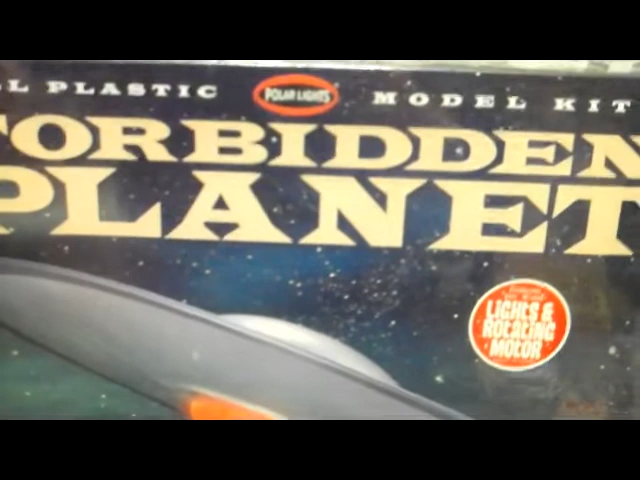 L PLASTIC POLAR LIGHTS MODEL KIT
FORBIDDEN
PLANET
LIGHTS &
ROTATING
MOTOR